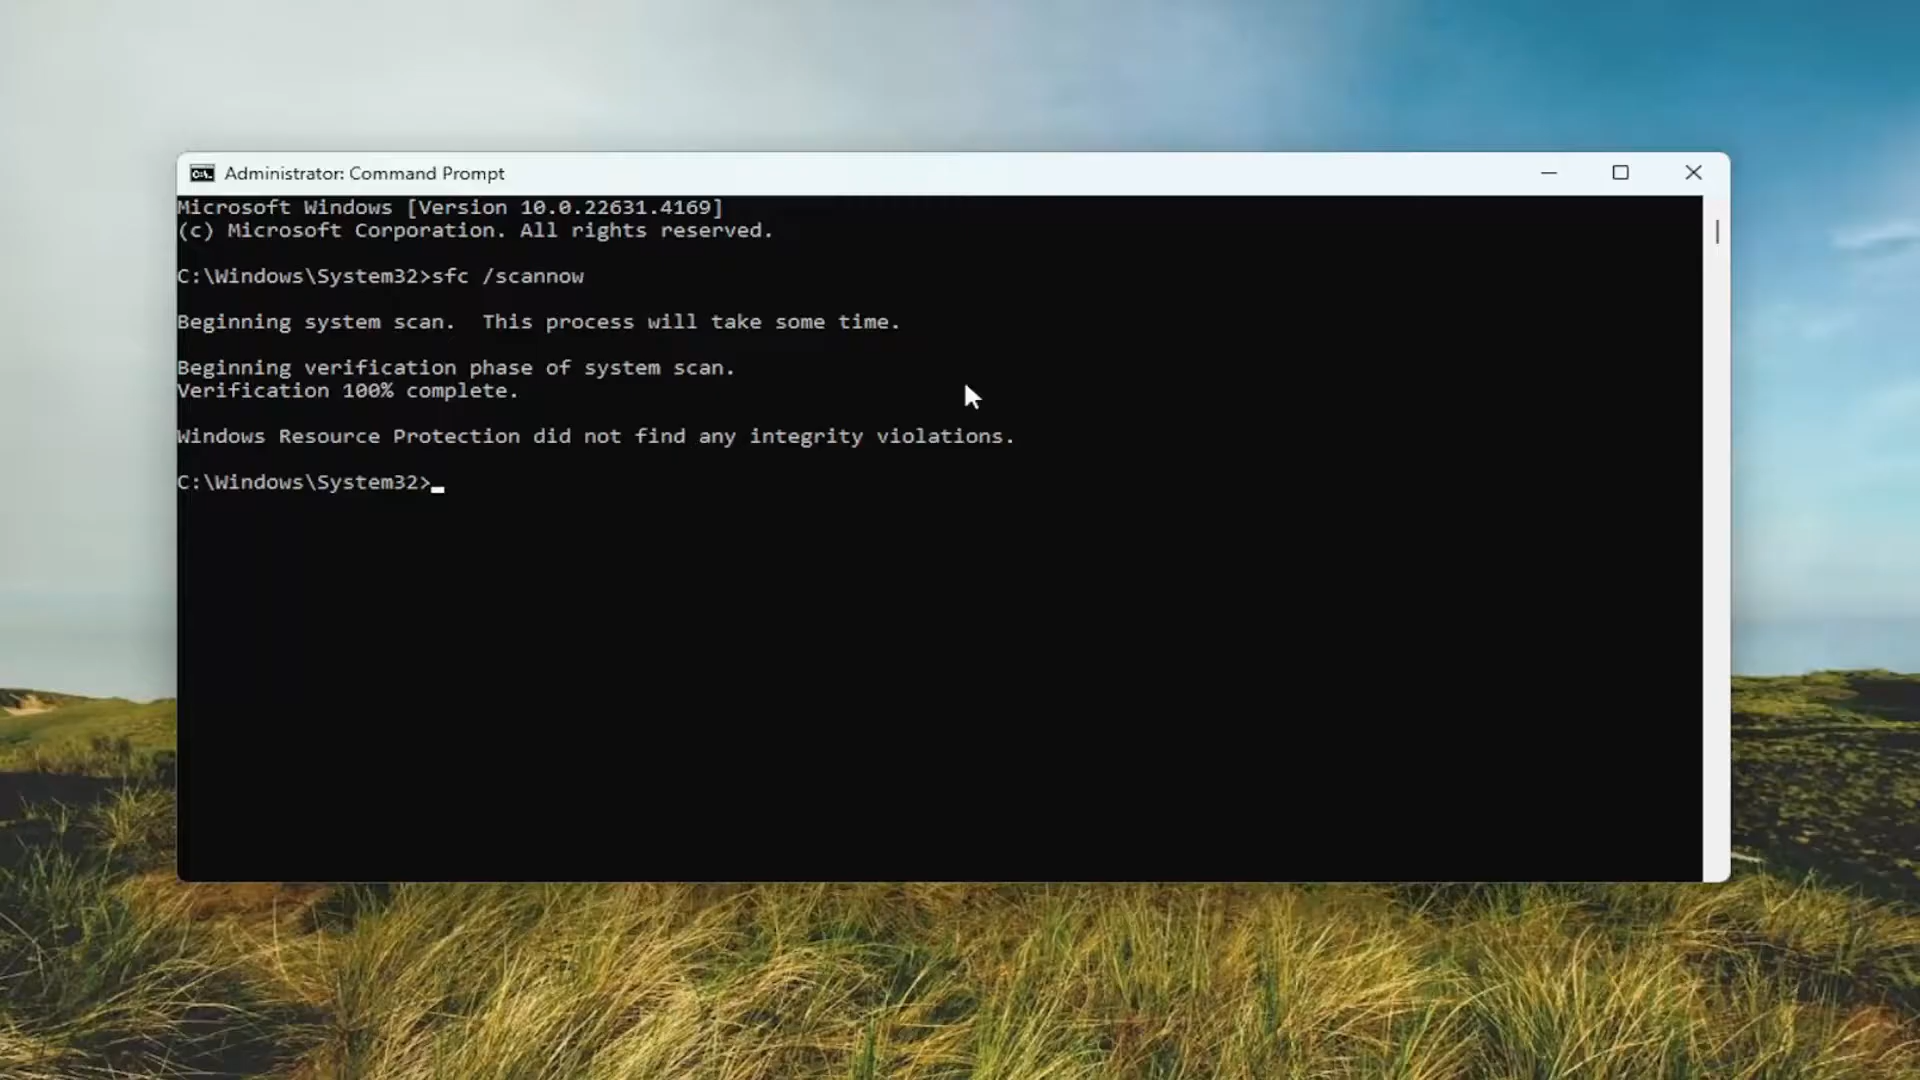 Administrator: Command Prompt
Microsoft Windows [Version 10.0.22631.4169]
(c) Microsoft Corporation. All rights reserved.
C:\Windows\System32>sfc /scannow
Beginning system scan.  This process will take some time.
Beginning verification phase of system scan.
Verification 100% complete.
Windows Resource Protection did not find any integrity violations.
C:\Windows\System32>